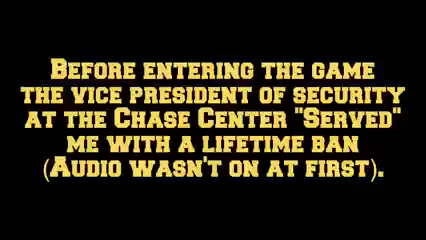 Before entering the game
the vice president of security
at the Chase Center "Served"
me with a lifetime ban
(Audio wasn't on at first).